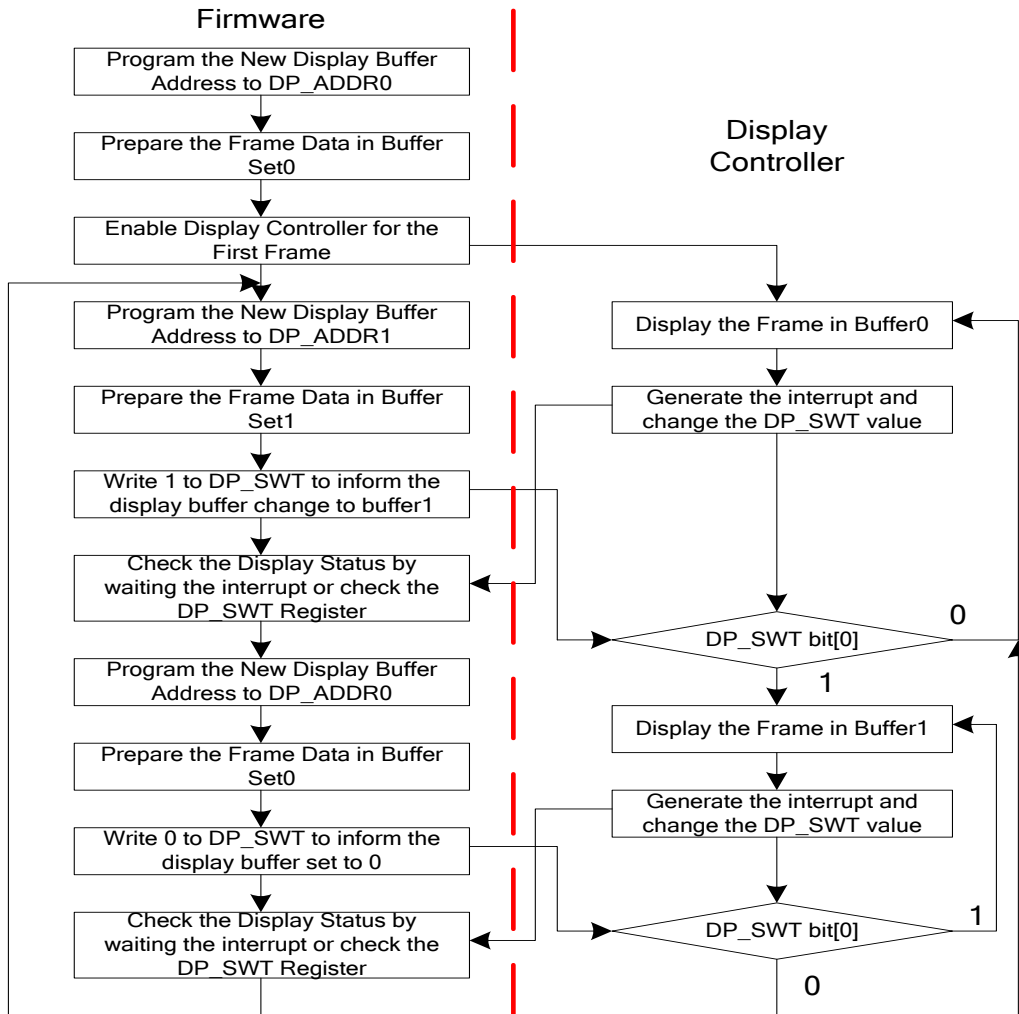 Firmware
Program the New Display Buffer
Address to DP_ADDR0
Prepare the Frame Data in Buffer
Set0
Enable Display Controller for the
First Frame
Program the New Display Buffer
Address to DP_ADDR1
Prepare the Frame Data in Buffer
Set1
Write 1 to DP_SWT to inform the
display buffer change to buffer1
Check the Display Status by
waiting the interrupt or check the
DP_SWT Register
Program the New Display Buffer
Address to DP_ADDR0
Prepare the Frame Data in Buffer
Set0
Write 0 to DP_SWT to inform the
display buffer set to 0
Check the Display Status by
waiting the interrupt or check the
DP_SWT Register
Display
Controller
Display the Frame in Buffer0
Generate the interrupt and
change the DP_SWT value
DP_SWT bit[0]
0
1
Display the Frame in Buffer1
Generate the interrupt and
change the DP_SWT value
DP_SWT bit[0]
1
0